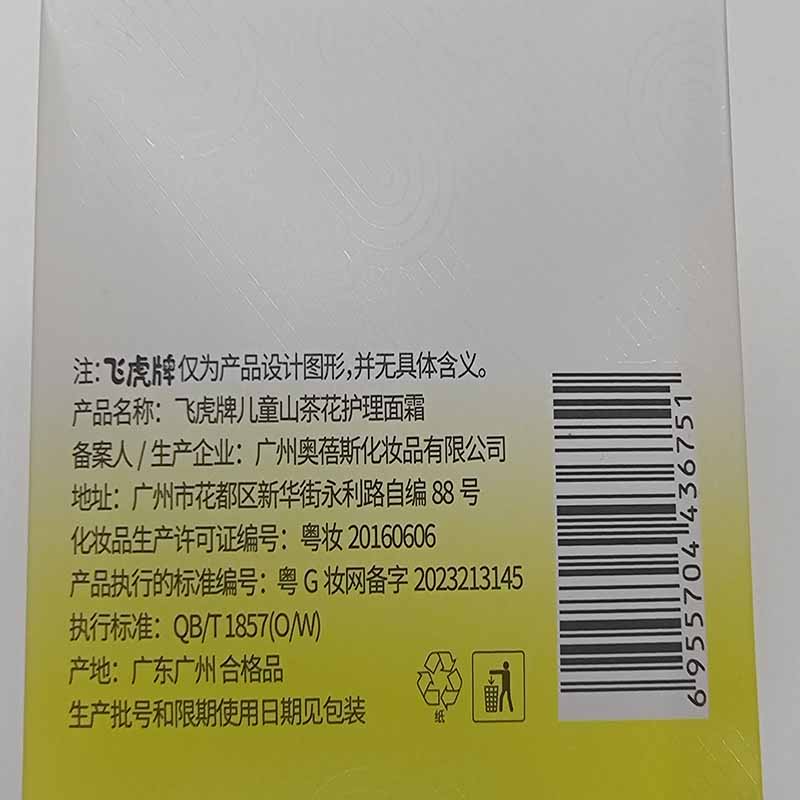 注:飞虎牌仅为产品设计图形,并无具体含义。
产品名称：飞虎牌儿童山茶花护理面霜
备案人/生产企业：广州奥蓓斯化妆品有限公司
地址：广州市花都区新华街永利路自编 88 号
化妆品生产许可证编号：粤妆 20160606
产品执行的标准编号：粤 G 妆网备字 2023213145
执行标准：QB/T 1857(O/W)
产地：广东广州 合格品
生产批号和限期使用日期见包装
纸
6955704436751